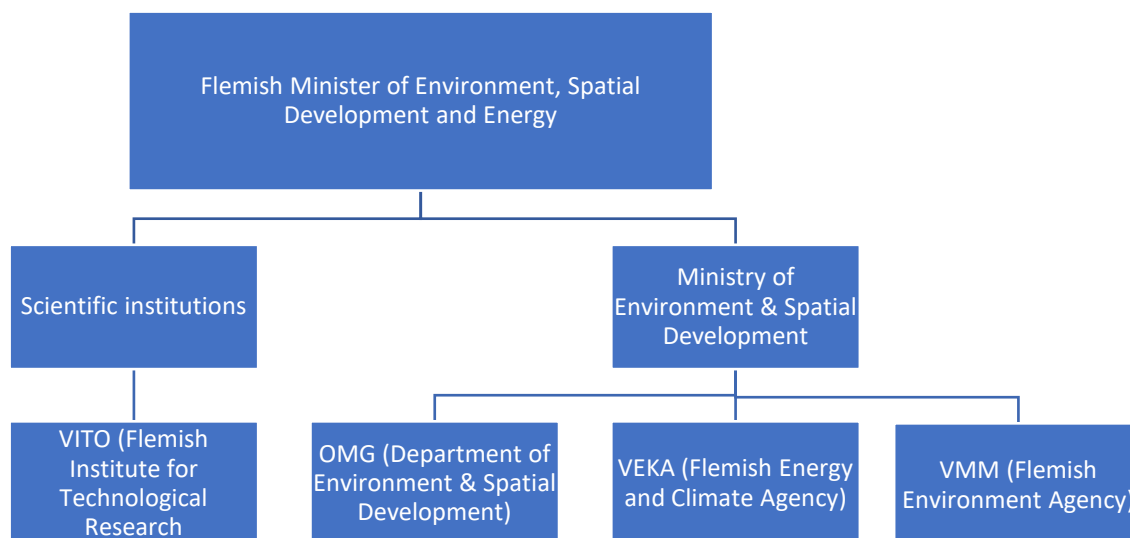 Flemish Minister of Environment, Spatial
Development and Energy
Scientific institutions
Ministry of
Environment & Spatial
Development
VITO (Flemish
Institute for
Technological
Research
OMG (Department of
Environment & Spatial
Development)
VEKA (Flemish Energy
and Climate Agency)
VMM (Flemish
Environment Agency)